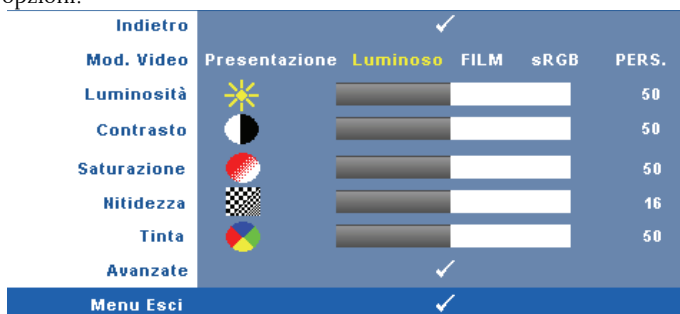 opzioni:
Indietro
Mod. Video Presentazione Luminoso FILM sRGB PERS.
Luminosità 50
Contrasto 50
Saturazione 50
Nitidezza 16
Tinta 50
Avanzate
Menu Esci